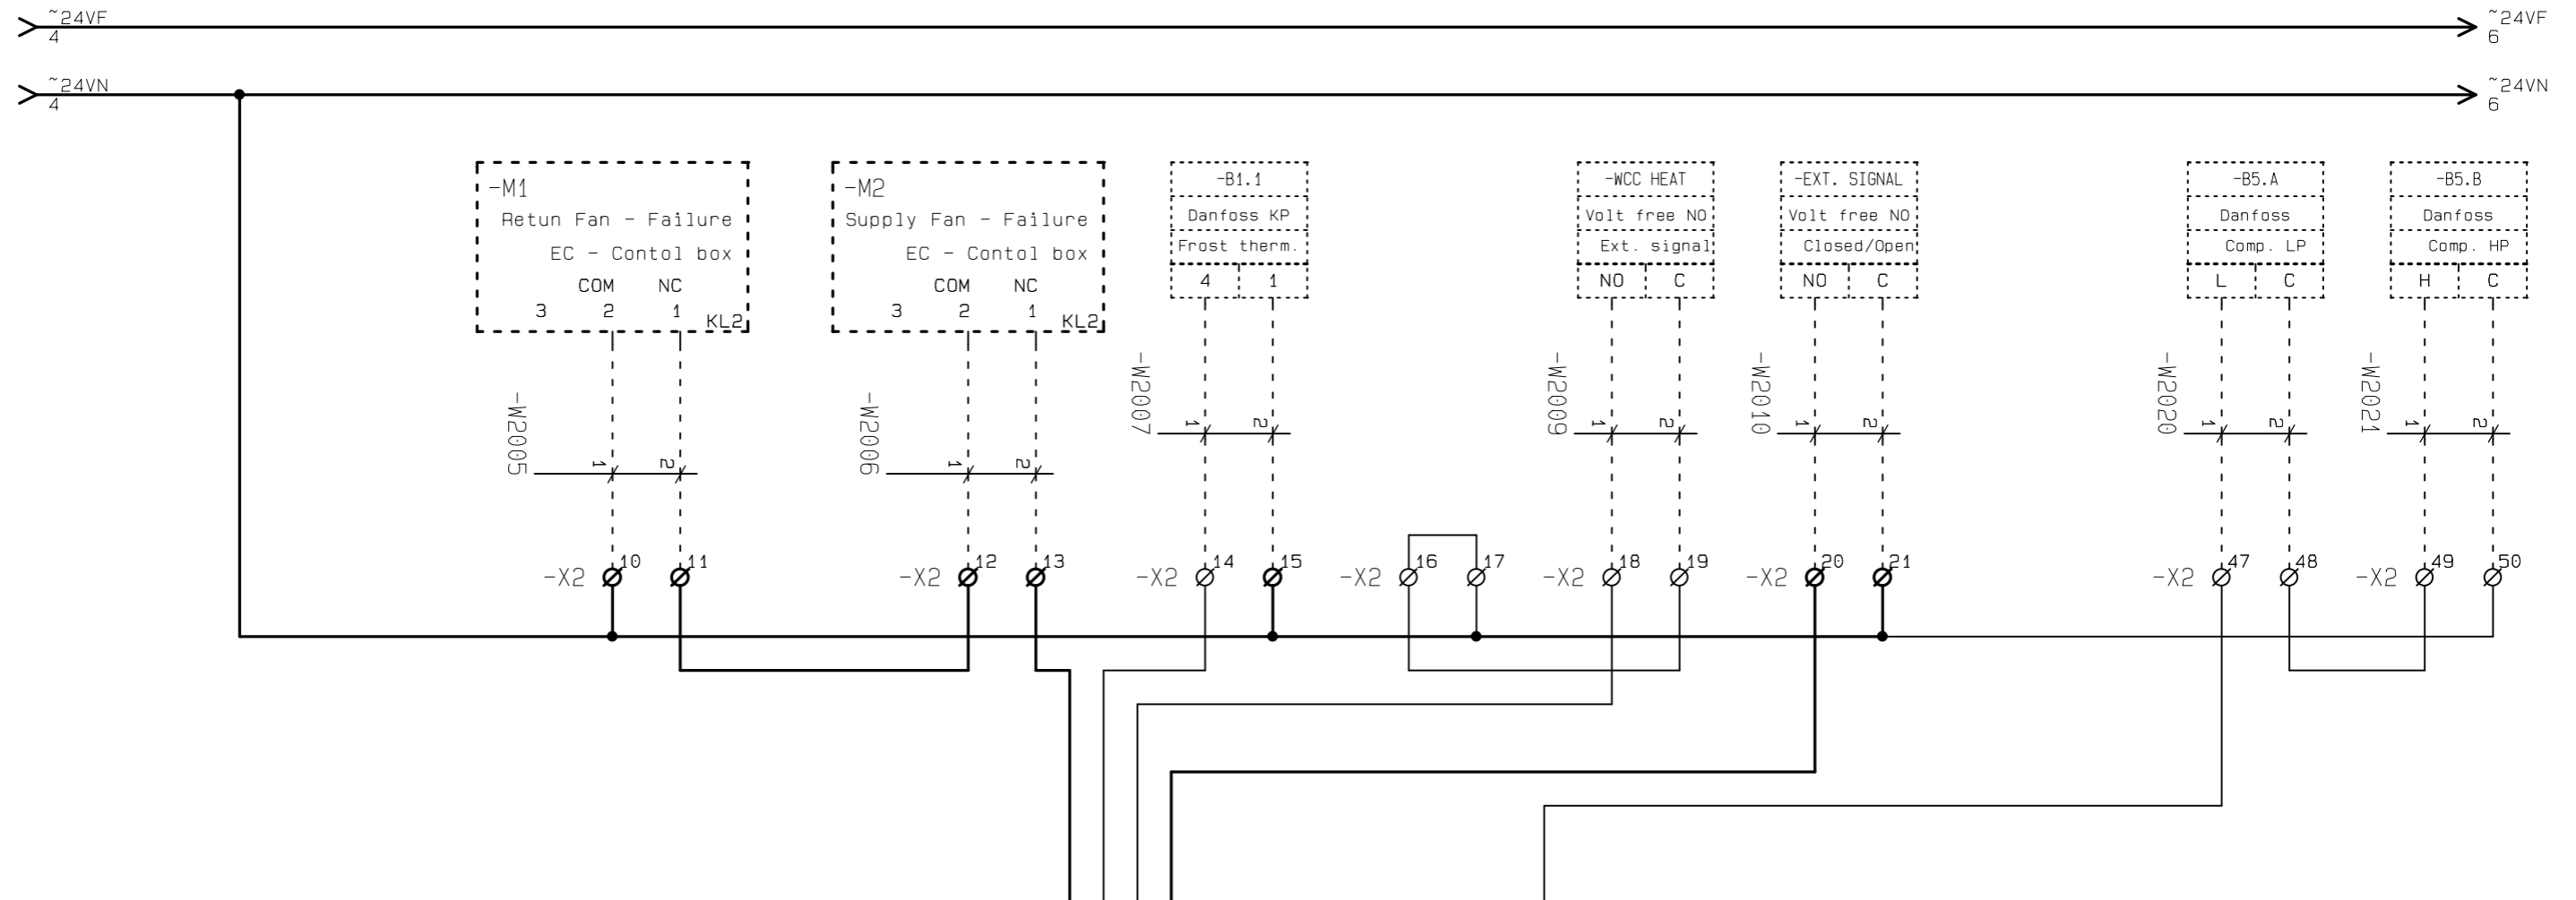 ~24VF
4
~24VF
6
~24VN
4
~24VN
6
-M1
Retun Fan - Failure
EC - Contol box
COM NC
3 2 1 KL2
-M2
Supply Fan - Failure
EC - Contol box
COM NC
3 2 1 KL2
-B1.1
Danfoss KP
Frost therm.
4 1
-WCC HEAT
Volt free NO
Ext. signal
NO C
-EXT. SIGNAL
Volt free NO
Closed/Open
NO C
-B5.A
Danfoss
Comp. LP
L C
-B5.B
Danfoss
Comp. HP
H C
-W2005
1 2
-W2006
1 2
-W2007
1 2
-W2009
1 2
-W2010
1 2
-W2020
1 2
-W2021
1 2
-X2 10 11
-X2 12 13
-X2 14 15
-X2 16 17
-X2 18 19
-X2 20 21
-X2 47 48
-X2 49 50